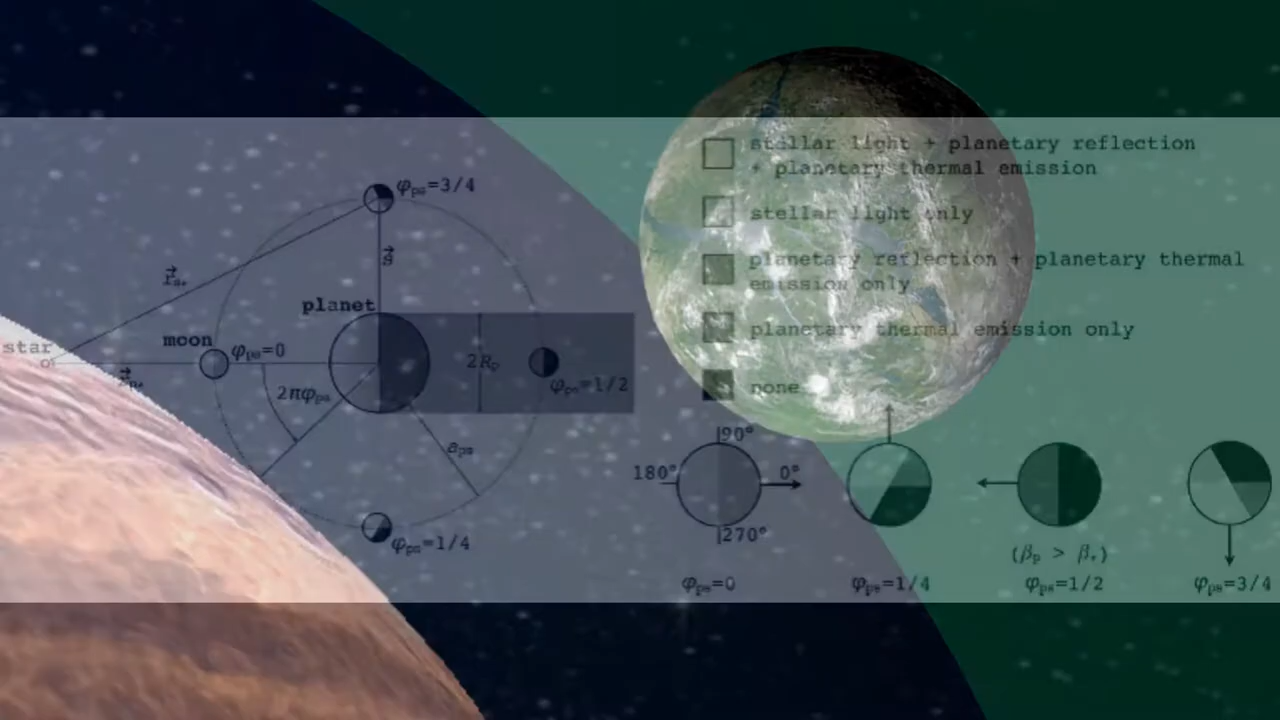 stellar light + planetary reflection
+ planetary thermal emission
stellar light only
planetary reflection + planetary thermal
emission only
planetary thermal emission only
none
φps=3/4
s⃗
r⃗s*
planet
star
moon
φps=0
2πφps
2Rp
φps=1/2
aps
φps=1/4
90°
180°
0°
270°
(βp > β*)
φps=0
φps=1/4
φps=1/2
φps=3/4